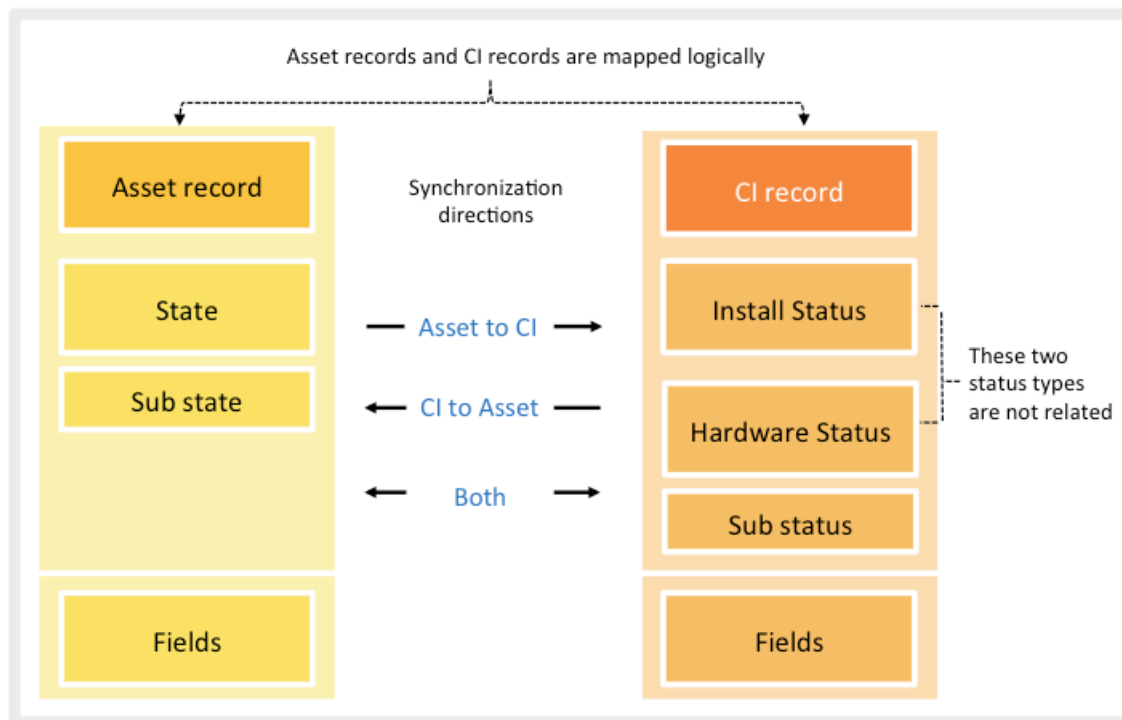 Asset records and CI records are mapped logically
Asset record
Synchronization
directions
CI record
State
Install Status
Asset to CI
These two
status types
are not related
Sub state
CI to Asset
Hardware Status
Both
Sub status
Fields
Fields